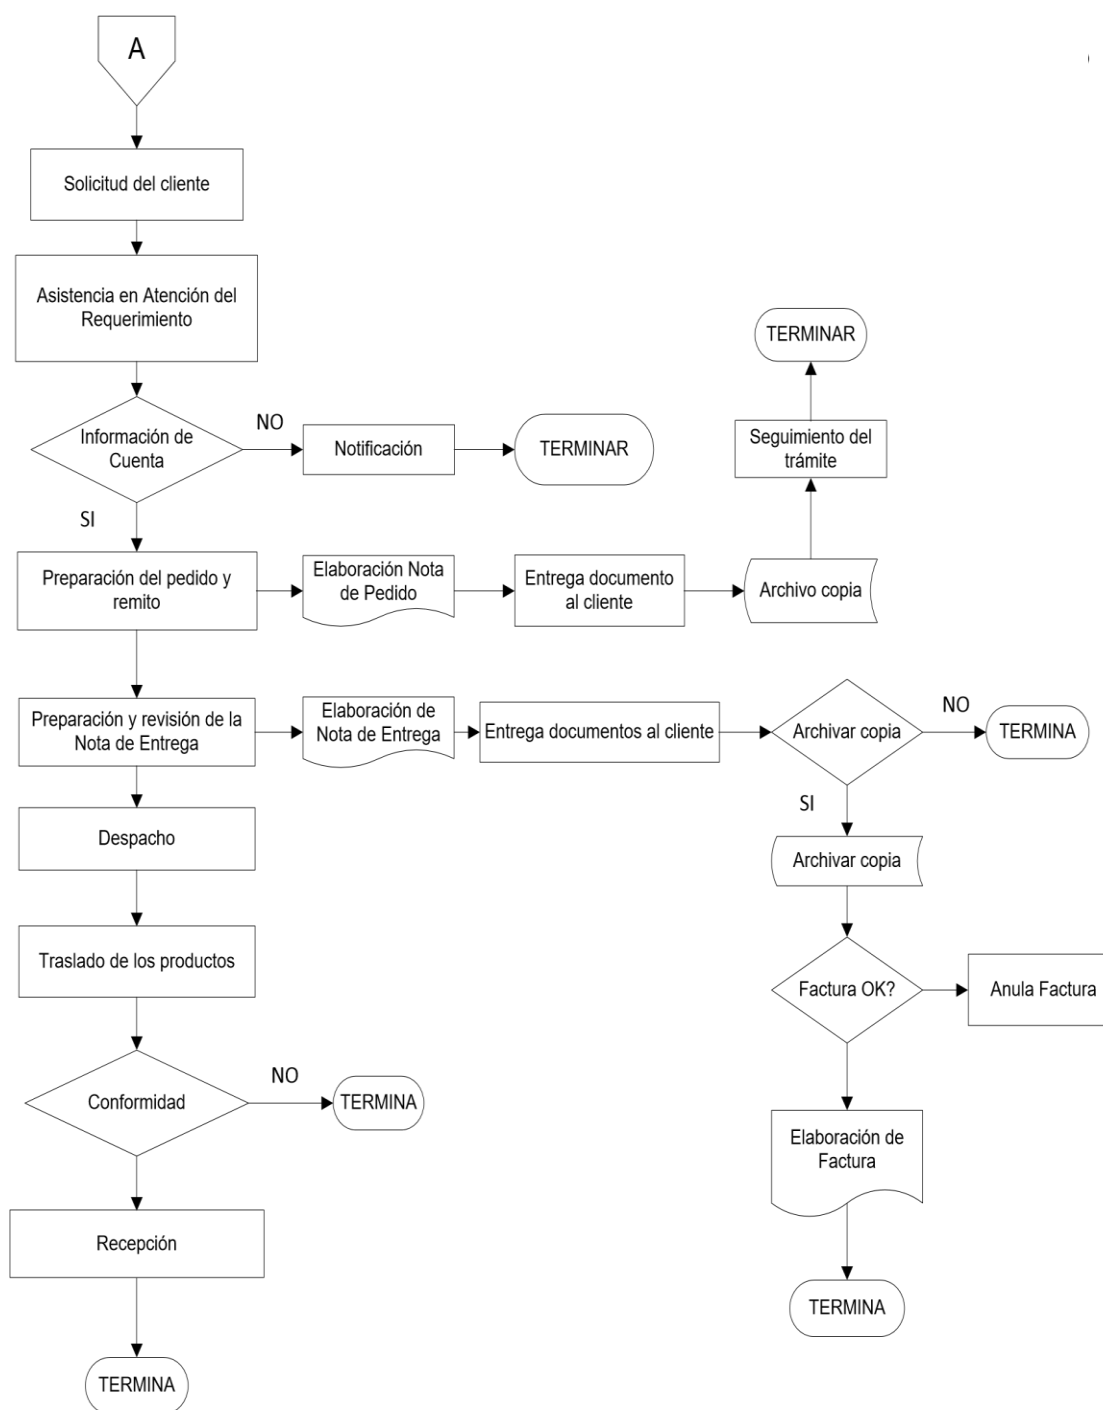 A
Solicitud del cliente
Asistencia en Atención del
Requerimiento
TERMINAR
Información de
Cuenta
NO
Notificación
TERMINAR
Seguimiento del
trámite
SI
Preparación del pedido y
remito
Elaboración Nota
de Pedido
Entrega documento
al cliente
Archivo copia
Preparación y revisión de la
Nota de Entrega
Elaboración de
Nota de Entrega
Entrega documentos al cliente
Archivar copia
NO
TERMINA
SI
Despacho
Archivar copia
Traslado de los productos
Factura OK?
Anula Factura
Conformidad
NO
TERMINA
Elaboración de
Factura
Recepción
TERMINA
TERMINA